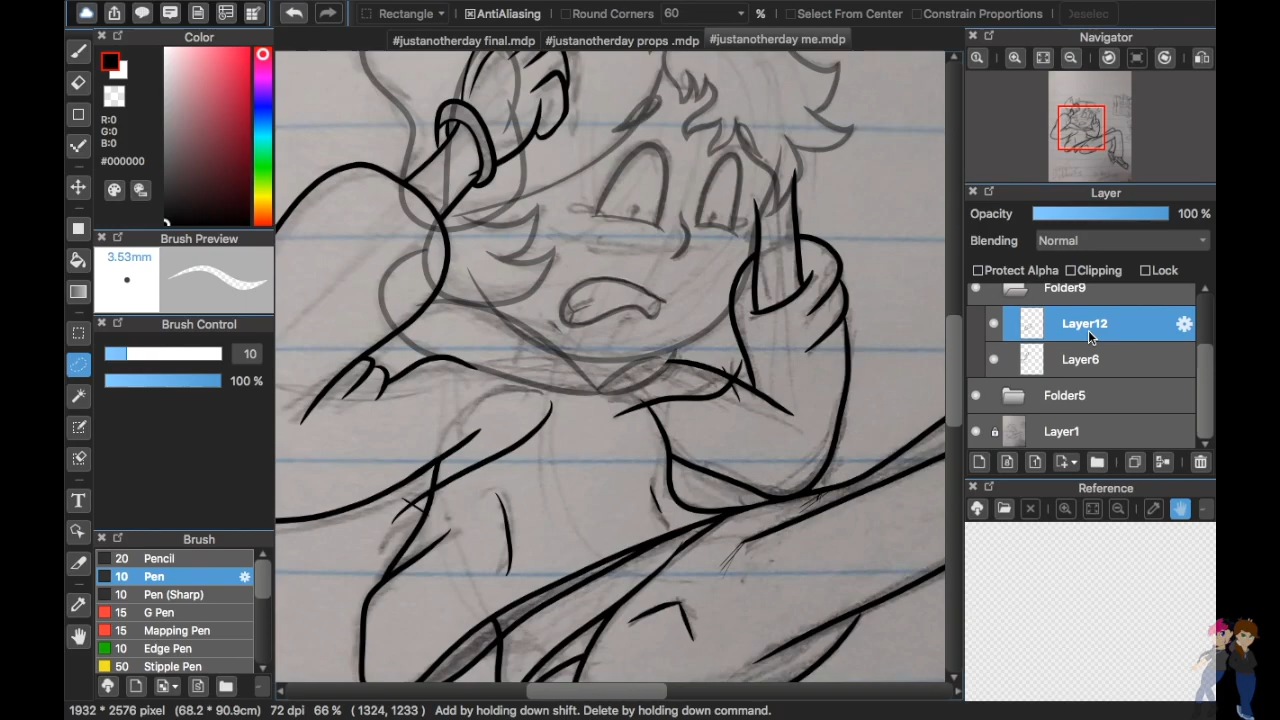 Rectangle AntiAliasing Round Corners 60 % Select From Center Constrain Proportions Deselec
#justanotherday final.mdp #justanotherday props .mdp #justanotherday me.mdp
Color
R:0
G:0
B:0
#000000
Brush Preview
3.53mm
Brush Control
10
100 %
Brush
20 Pencil
10 Pen
10 Pen (Sharp)
15 G Pen
15 Mapping Pen
10 Edge Pen
50 Stipple Pen
Navigator
Layer
Opacity 100 %
Blending Normal
Protect Alpha Clipping Lock
Folder9
Layer12
Layer6
Folder5
Layer1
Reference
1932 * 2576 pixel (68.2 * 90.9cm) 72 dpi 66 % ( 1324, 1233 ) Add by holding down shift. Delete by holding down command.